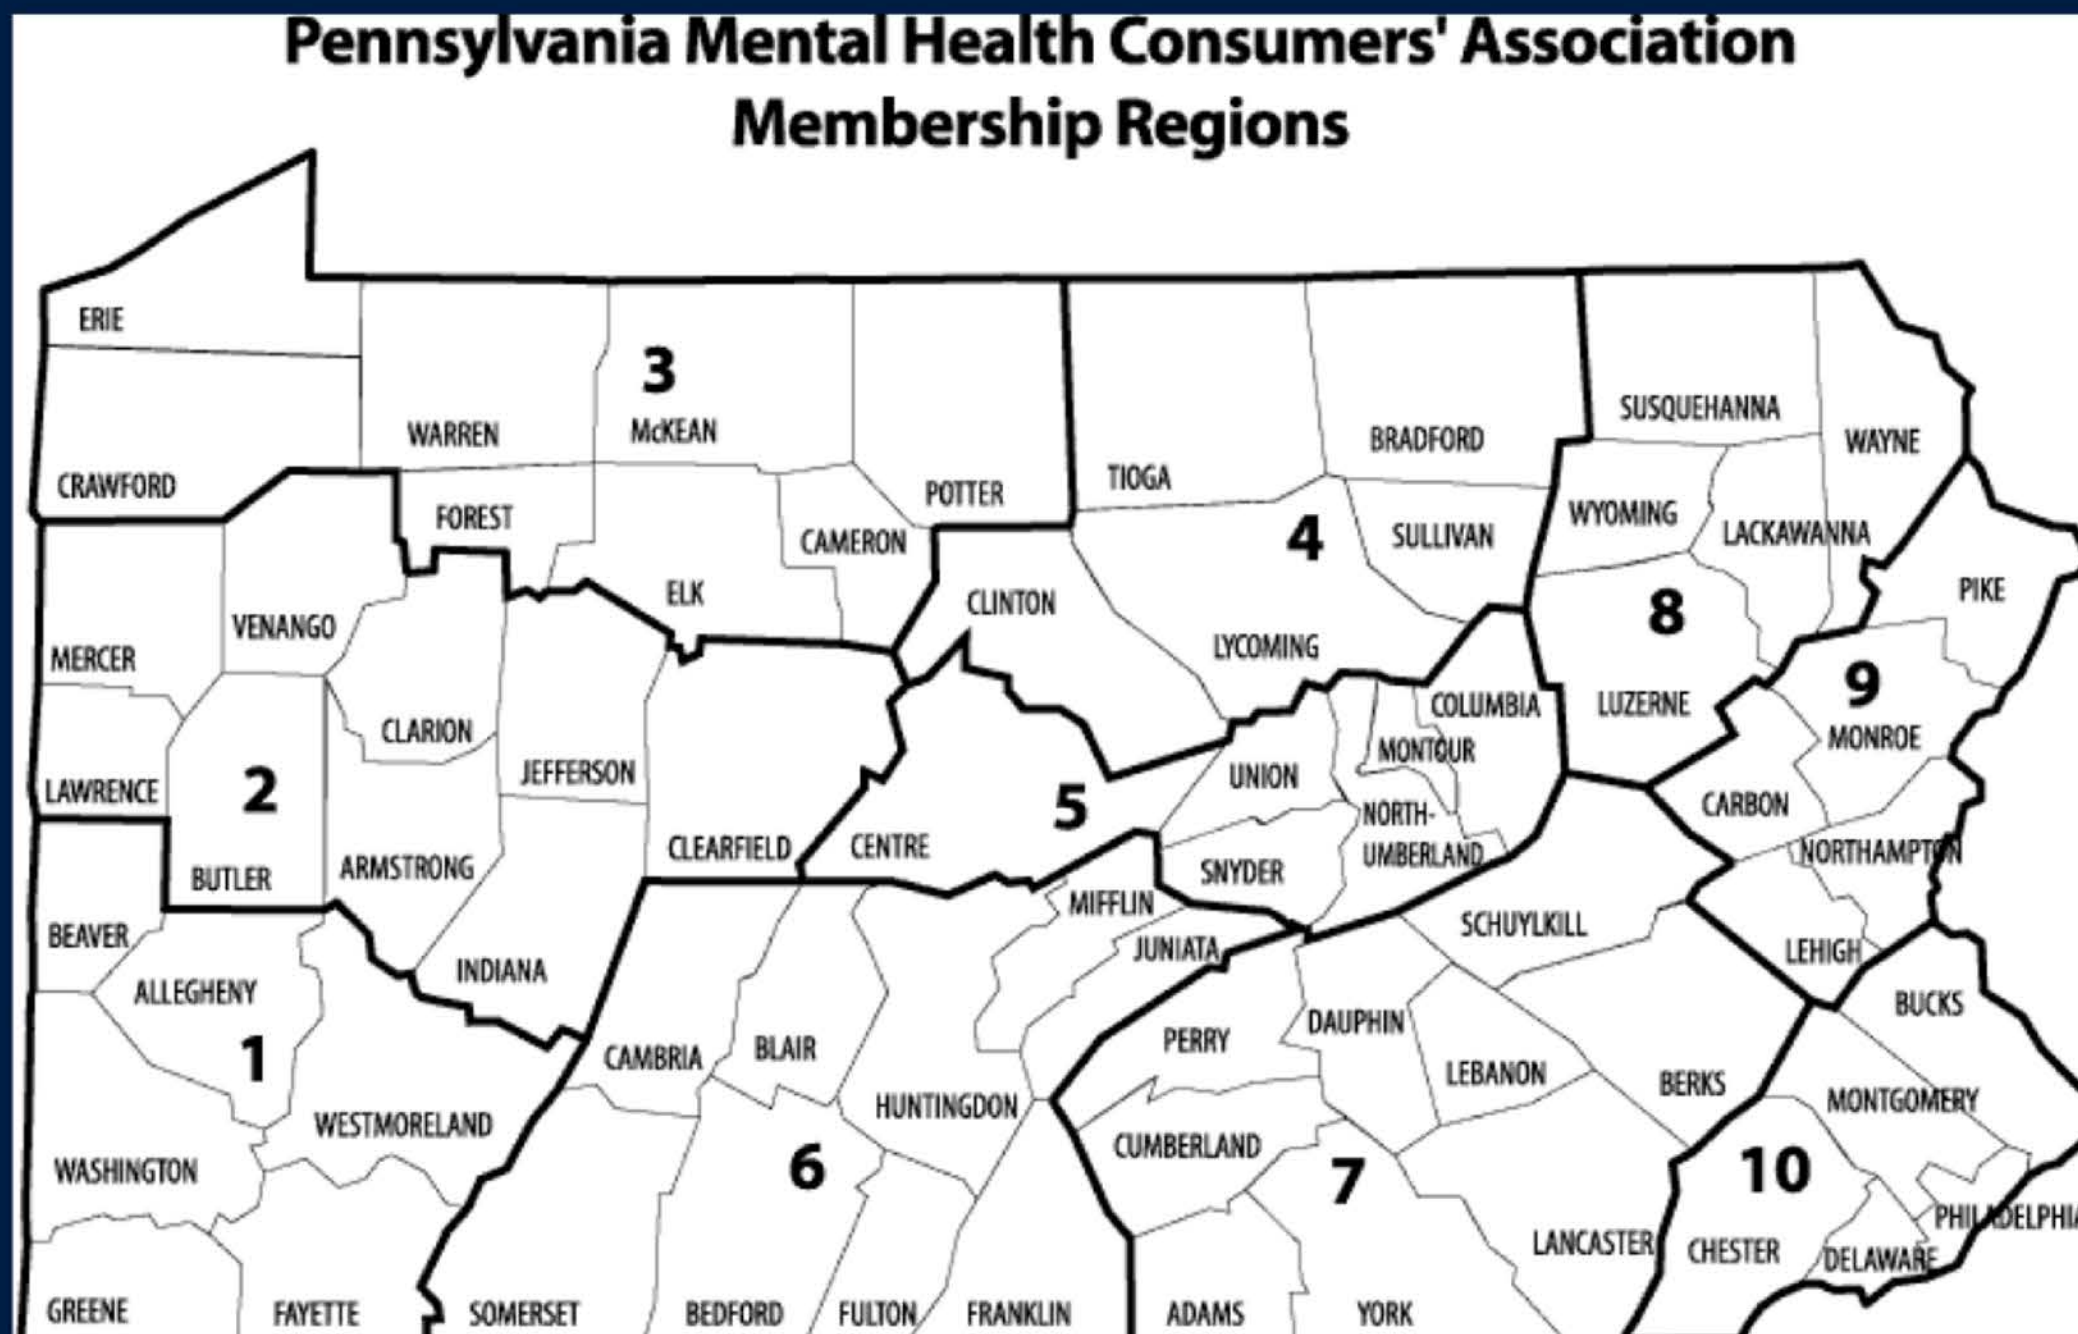 Pennsylvania Mental Health Consumers' Association
Membership Regions
ERIE
3
SUSQUEHANNA
WARREN
McKEAN
BRADFORD
WAYNE
CRAWFORD
TIOGA
POTTER
FOREST
WYOMING
CAMERON
4
SULLIVAN
LACKAWANNA
ELK
CLINTON
PIKE
VENANGO
8
MERCER
LYCOMING
9
CLARION
COLUMBIA
LUZERNE
MONROE
JEFFERSON
MONTOUR
LAWRENCE
2
UNION
5
CARBON
NORTH-
UMBERLAND
CLEARFIELD
CENTRE
NORTHAMPTON
BUTLER
ARMSTRONG
SNYDER
MIFFLIN
BEAVER
SCHUYLKILL
JUNIATA
LEHIGH
INDIANA
ALLEGHENY
BUCKS
DAUPHIN
PERRY
1
CAMBRIA
BLAIR
LEBANON
BERKS
HUNTINGDON
MONTGOMERY
WESTMORELAND
CUMBERLAND
WASHINGTON
6
7
10
PHILADELPHIA
LANCASTER
CHESTER
DELAWARE
GREENE
FAYETTE
SOMERSET
BEDFORD
FULTON
FRANKLIN
ADAMS
YORK